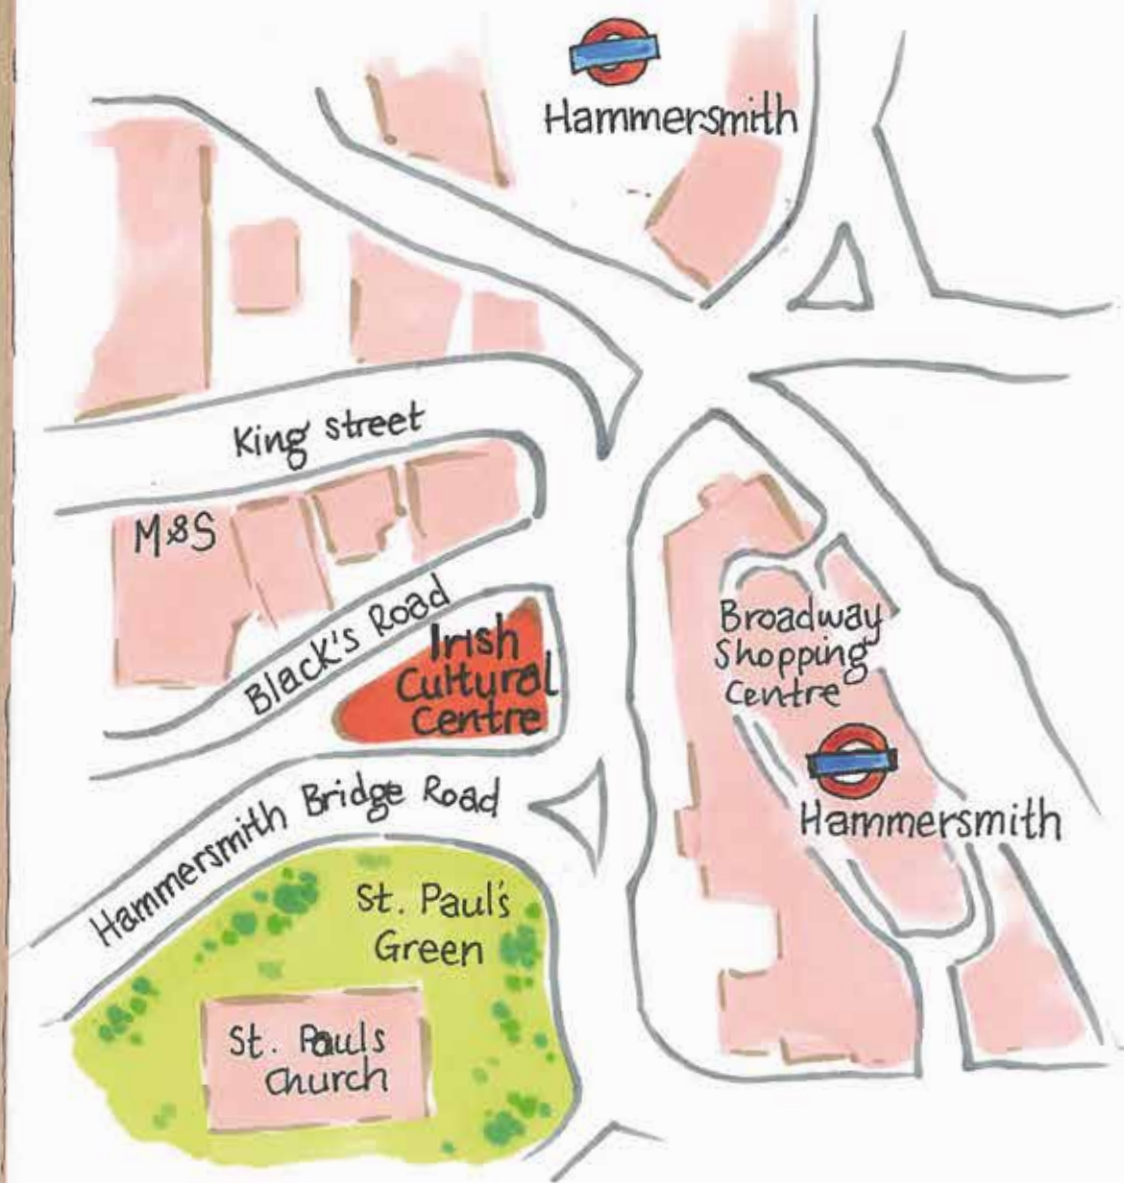 Hammersmith
King street
M&S
Black's Road
Irish
Cultural
Centre
Broadway
Shopping
Centre
Hammersmith
Hammersmith Bridge Road
St. Paul's
Green
St. Pauls
Church